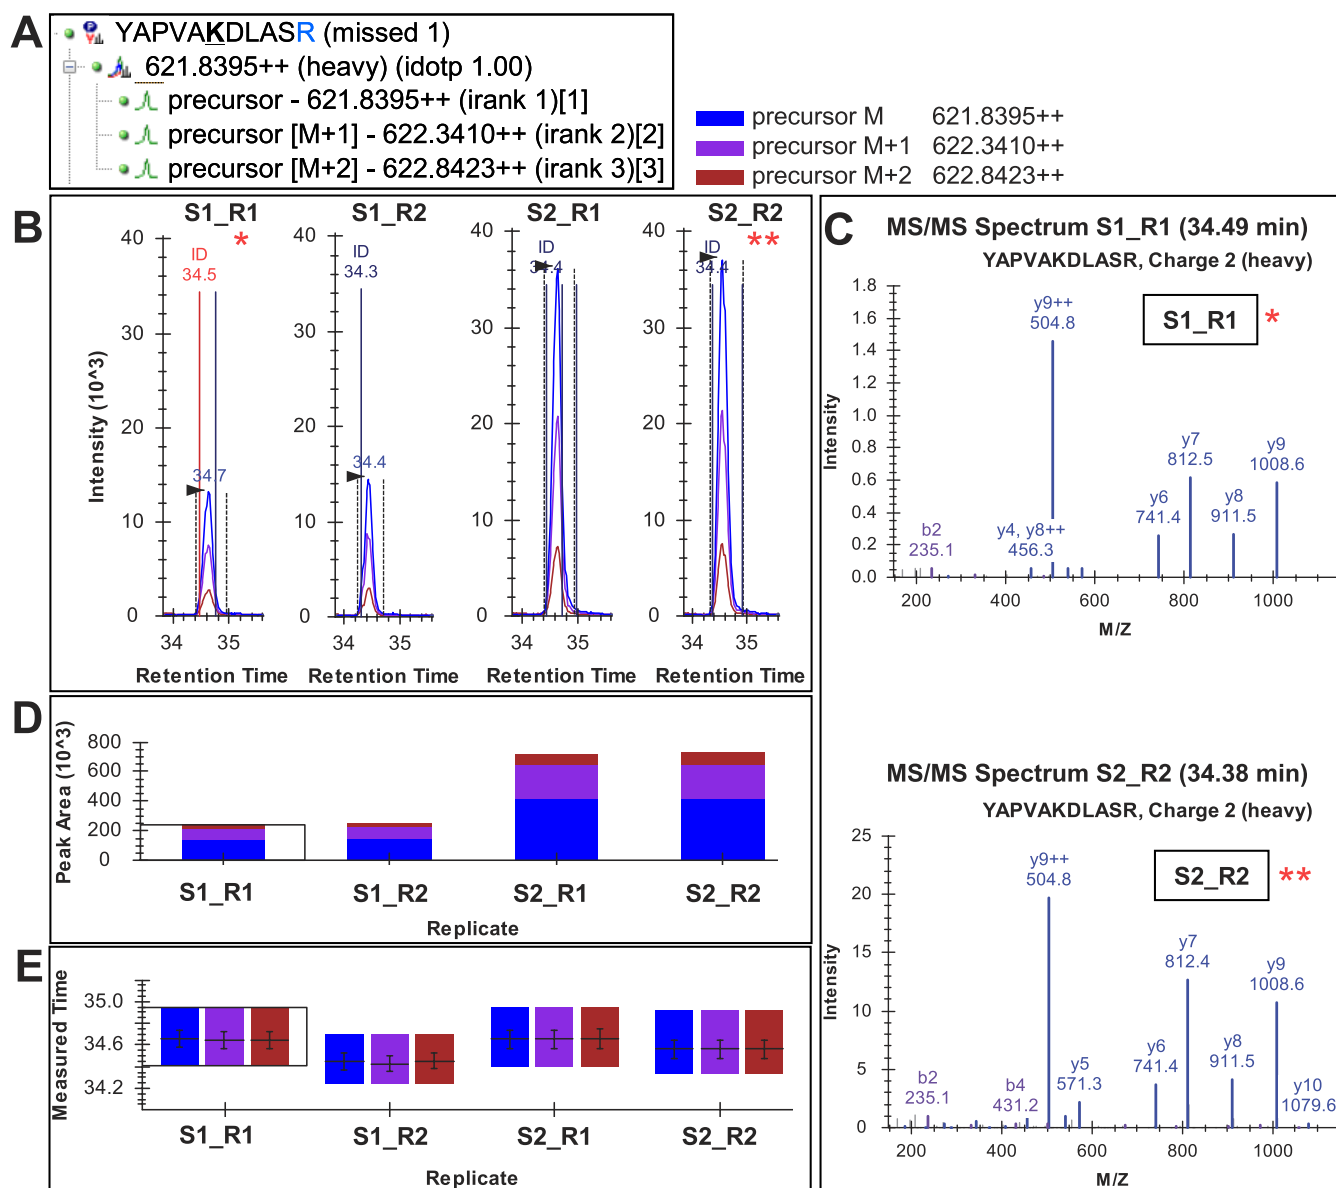 A
YAPVAKDLASR (missed 1)
621.8395++ (heavy) (idotp 1.00)
precursor - 621.8395++ (irank 1)[1]
precursor [M+1] - 622.3410++ (irank 2)[2]
precursor [M+2] - 622.8423++ (irank 3)[3]
precursor M 621.8395++
precursor M+1 622.3410++
precursor M+2 622.8423++
B
S1_R1 S1_R2 S2_R1 S2_R2
* **
Intensity (10^3)
40
30
20
10
0
ID
34.5
34.7
34 35
Retention Time
40
30
20
10
0
ID
34.3
34.4
34 35
Retention Time
40
30
20
10
0
ID
34.4
34 35
Retention Time
40
30
20
10
0
ID
34.4
34 35
Retention Time
C
MS/MS Spectrum S1_R1 (34.49 min)
YAPVAKDLASR, Charge 2 (heavy)
S1_R1 *
Intensity
1.8
1.6
1.4
1.2
1.0
0.8
0.6
0.4
0.2
0.0
y9++
504.8
y7
812.5
y9
1008.6
y6
741.4
y8
911.5
y4, y8++
456.3
b2
235.1
200 400 600 800 1000
M/Z
MS/MS Spectrum S2_R2 (34.38 min)
YAPVAKDLASR, Charge 2 (heavy)
S2_R2 **
Intensity
25
20
15
10
5
0
y9++
504.8
y7
812.4
y9
1008.6
y6
741.4
y8
911.5
y5
571.3
b2
235.1
b4
431.2
y10
1079.6
200 400 600 800 1000
M/Z
D
Peak Area (10^3)
800
600
400
200
0
S1_R1 S1_R2 S2_R1 S2_R2
Replicate
E
Measured Time
35.0
34.6
34.2
S1_R1 S1_R2 S2_R1 S2_R2
Replicate